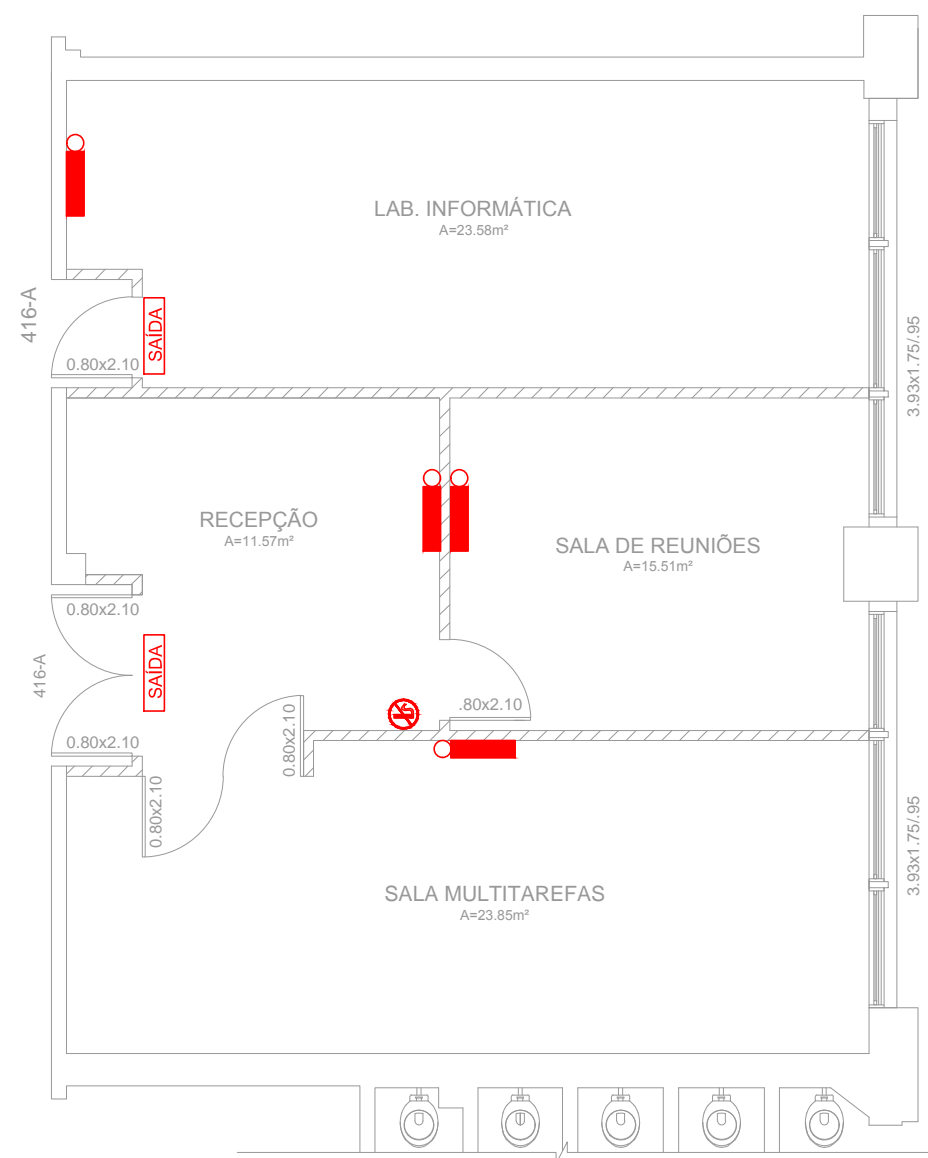 LAB. INFORMÁTICA
A=23.58m²
416-A
SAÍDA
0.80x2.10
3.93x1.75/.95
RECEPÇÃO
A=11.57m²
SALA DE REUNIÕES
A=15.51m²
0.80x2.10
416-A
SAÍDA
.80x2.10
0.80x2.10
0.80x2.10
0.80x2.10
3.93x1.75/.95
SALA MULTITAREFAS
A=23.85m²